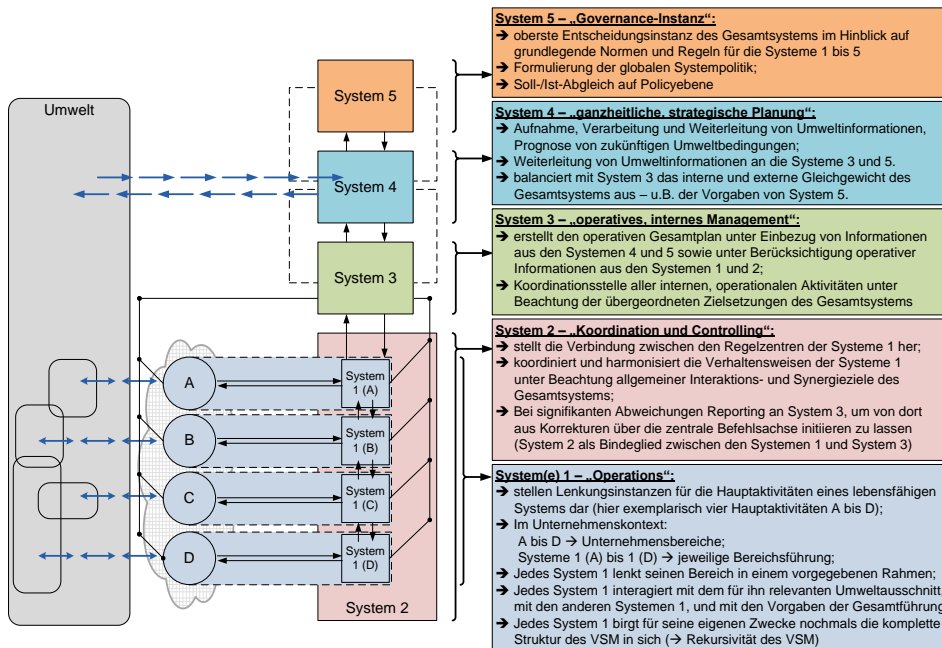 Umwelt
System 5
System 4
System 3
A
System
1 (A)
B
System
1 (B)
C
System
1 (C)
D
System
1 (D)
System 2
System 5 – „Governance-Instanz“:
➔ oberste Entscheidungsinstanz des Gesamtsystems im Hinblick auf
grundlegende Normen und Regeln für die Systeme 1 bis 5
➔ Formulierung der globalen Systempolitik;
➔ Soll-/Ist-Abgleich auf Policyebene
System 4 – „ganzheitliche, strategische Planung“:
➔ Aufnahme, Verarbeitung und Weiterleitung von Umweltinformationen,
Prognose von zukünftigen Umweltbedingungen;
➔ Weiterleitung von Umweltinformationen an die Systeme 3 und 5.
➔ balanciert mit System 3 das interne und externe Gleichgewicht des
Gesamtsystems aus – u.B. der Vorgaben von System 5.
System 3 – „operatives, internes Management“:
➔ erstellt den operativen Gesamtplan unter Einbezug von Informationen
aus den Systemen 4 und 5 sowie unter Berücksichtigung operativer
Informationen aus den Systemen 1 und 2;
➔ Koordinationsstelle aller internen, operationalen Aktivitäten unter
Beachtung der übergeordneten Zielsetzungen des Gesamtsystems
System 2 – „Koordination und Controlling“:
➔ stellt die Verbindung zwischen den Regelzentren der Systeme 1 her;
➔ koordiniert und harmonisiert die Verhaltensweisen der Systeme 1
unter Beachtung allgemeiner Interaktions- und Synergieziele des
Gesamtsystems;
➔ Bei signifikanten Abweichungen Reporting an System 3, um von dort
aus Korrekturen über die zentrale Befehlsachse initiieren zu lassen
(System 2 als Bindeglied zwischen den Systemen 1 und System 3)
System(e) 1 – „Operations“:
➔ stellen Lenkungsinstanzen für die Hauptaktivitäten eines lebensfähigen
Systems dar (hier exemplarisch vier Hauptaktivitäten A bis D);
➔ Im Unternehmenskontext:
A bis D → Unternehmensbereiche;
Systeme 1 (A) bis 1 (D) → jeweilige Bereichsführung;
➔ Jedes System 1 lenkt seinen Bereich in einem vorgegebenen Rahmen;
➔ Jedes System 1 interagiert mit dem für ihn relevanten Umweltausschnitt,
mit den anderen Systemen 1, und mit den Vorgaben der Gesamtführung
➔ Jedes System 1 birgt für seine eigenen Zwecke nochmals die komplette
Struktur des VSM in sich (→ Rekursivität des VSM)